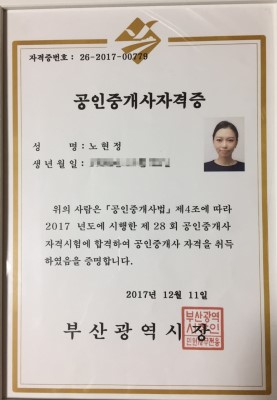 자격증번호 : 26-2017-00779
공인중개사자격증
성 명 : 노현정
생년월일 :
위의 사람은 「공인중개사법」 제4조에 따라
2017 년도에 시행한 제 28 회 공인중개사
자격시험에 합격하여 공인중개사 자격을 취득
하였음을 증명합니다.
2017년 12월 11일
부산광역시장
부산광역